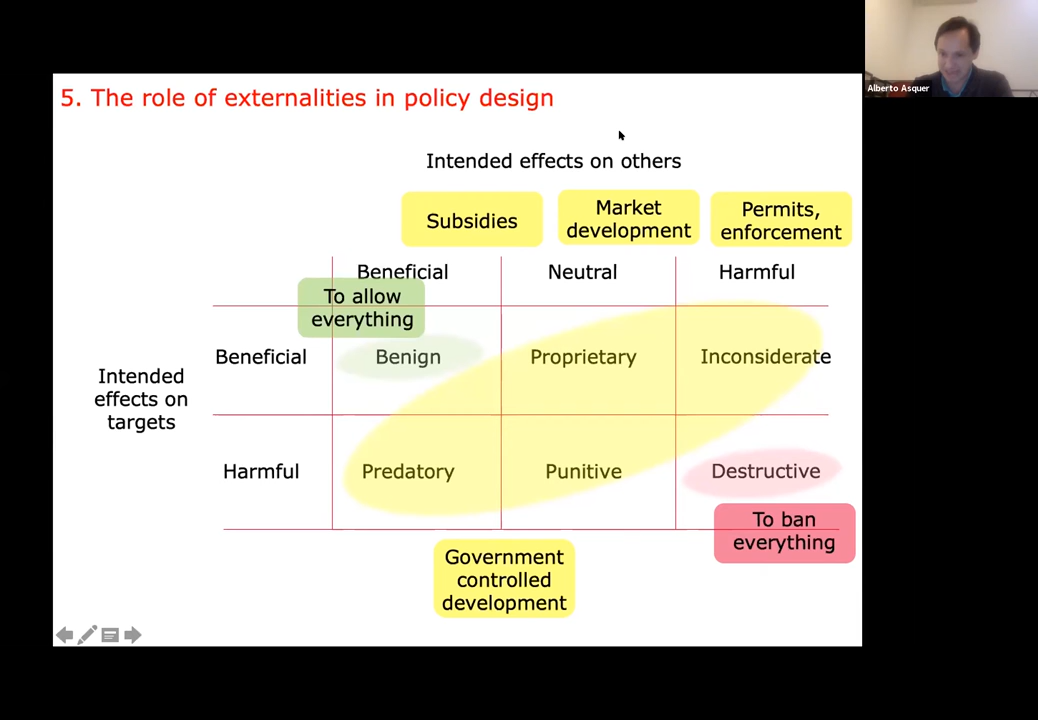 Alberto Asquer
5. The role of externalities in policy design
Intended effects on others
Subsidies
Market
development
Permits,
enforcement
Beneficial
Neutral
Harmful
To allow
everything
Beneficial
Benign
Proprietary
Inconsiderate
Intended
effects on
targets
Harmful
Predatory
Punitive
Destructive
To ban
everything
Government
controlled
development